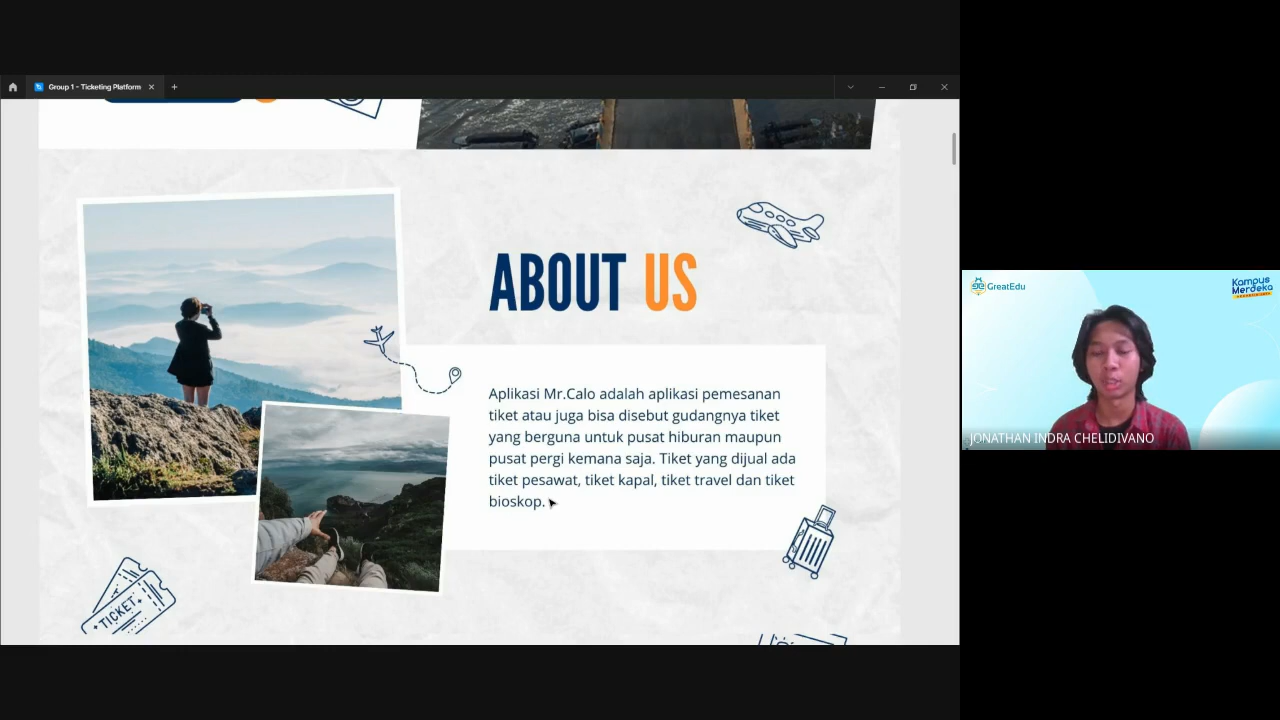 Group 1 - Ticketing Platform
ABOUT US
Aplikasi Mr.Calo adalah aplikasi pemesanan
tiket atau juga bisa disebut gudangnya tiket
yang berguna untuk pusat hiburan maupun
pusat pergi kemana saja. Tiket yang dijual ada
tiket pesawat, tiket kapal, tiket travel dan tiket
bioskop.
TICKET
GreatEdu
Kampus
Merdeka
JONATHAN INDRA CHELIDIVANO